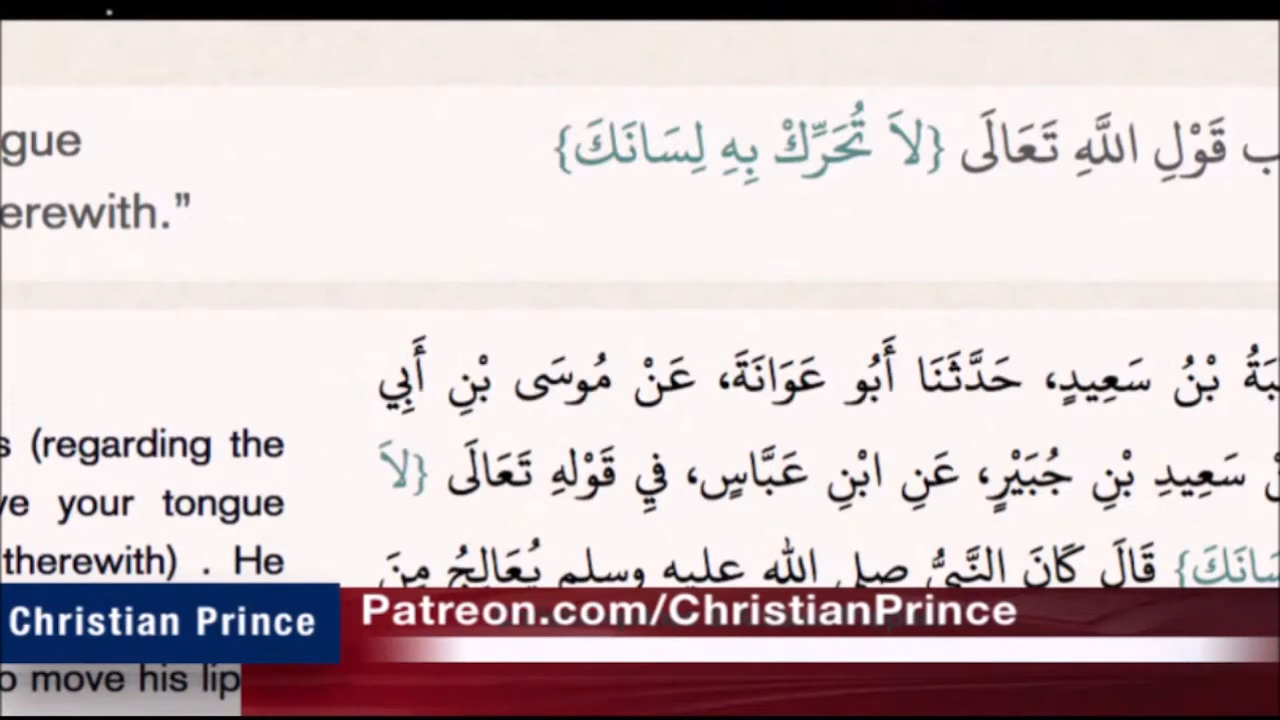 gue
erewith.”
ب قَوْلِ اللَّهِ تَعَالَى {لاَ تُحَرِّكْ بِهِ لِسَانَكَ}
s (regarding the
ve your tongue
therewith) . He
o move his lip
بَةُ بْنُ سَعِيدٍ، حَدَّثَنَا أَبُو عَوَانَةَ، عَنْ مُوسَى بْنِ أَبِي
سَعِيدِ بْنِ جُبَيْرٍ، عَنِ ابْنِ عَبَّاسٍ، فِي قَوْلِهِ تَعَالَى {لاَ
سَانَكَ} قَالَ كَانَ النَّبِيُّ صلى الله عليه وسلم يُعَالِجُ مِنَ
Christian Prince
Patreon.com/ChristianPrince